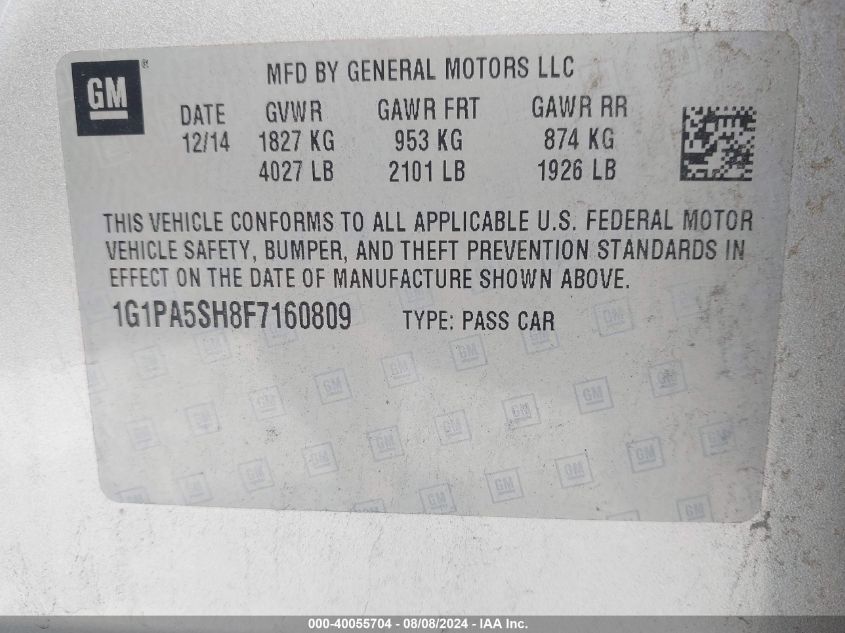 GM®
MFD BY GENERAL MOTORS LLC
DATE GVWR GAWR FRT GAWR RR
12/14 1827 KG 953 KG 874 KG
4027 LB 2101 LB 1926 LB
THIS VEHICLE CONFORMS TO ALL APPLICABLE U.S. FEDERAL MOTOR
VEHICLE SAFETY, BUMPER, AND THEFT PREVENTION STANDARDS IN
EFFECT ON THE DATE OF MANUFACTURE SHOWN ABOVE.
1G1PA5SH8F7160809 TYPE: PASS CAR
000-40055704 - 08/08/2024 - IAA Inc.